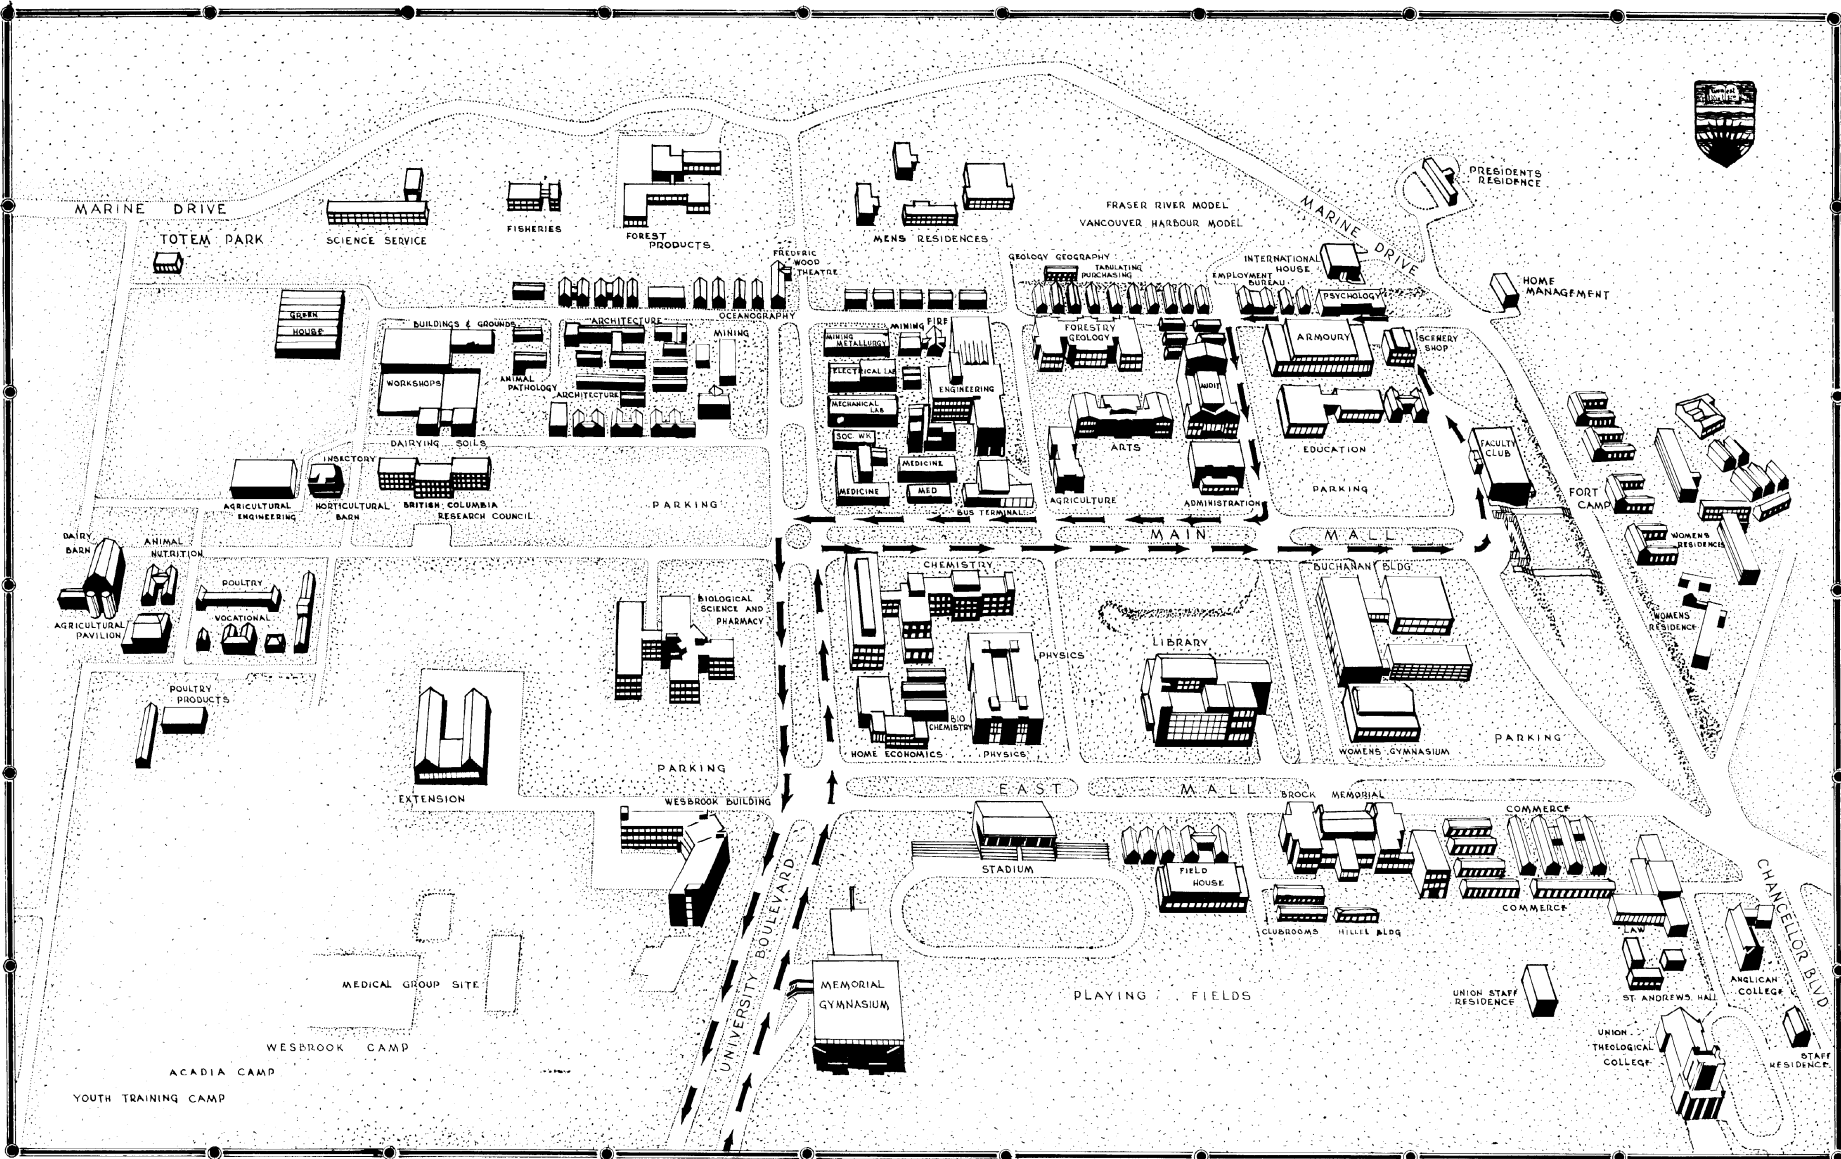 PRESIDENTS
RESIDENCE
MARINE DRIVE
TOTEM PARK
SCIENCE SERVICE
FISHERIES
FOREST
PRODUCTS
MENS RESIDENCES
FRASER RIVER MODEL
VANCOUVER HARBOUR MODEL
MARINE DRIVE
FREDERIC
WOOD
THEATRE
GEOLOGY GEOGRAPHY
TABULATING
PURCHASING
INTERNATIONAL
HOUSE
EMPLOYMENT
BUREAU
PSYCHOLOGY
HOME
MANAGEMENT
GREEN
HOUSE
BUILDINGS & GROUNDS
ARCHITECTURE
OCEANOGRAPHY
MINING
MINING
METALLURGY
MINING
FIRE
FORESTRY
GEOLOGY
ARMOURY
SCENERY
SHOP
WORKSHOPS
ANIMAL
PATHOLOGY
ARCHITECTURE
ELECTRICAL LAB
ENGINEERING
AUDIT
MECHANICAL
LAB
DAIRYING SOILS
SOC. WK
ARTS
EDUCATION
FACULTY
CLUB
INSECTORY
MEDICINE
MEDICINE
MED
AGRICULTURE
ADMINISTRATION
PARKING
FORT
CAMP
AGRICULTURAL
ENGINEERING
HORTICULTURAL
BARN
BRITISH COLUMBIA
RESEARCH COUNCIL
PARKING
BUS TERMINAL
MAIN MALL
WOMENS
RESIDENCES
DAIRY
BARN
ANIMAL
NUTRITION
POULTRY
VOCATIONAL
AGRICULTURAL
PAVILION
CHEMISTRY
BUCHANAN BLDG.
BIOLOGICAL
SCIENCE AND
PHARMACY
WOMENS
RESIDENCE
LIBRARY
PHYSICS
POULTRY
PRODUCTS
BIO
CHEMISTRY
HOME ECONOMICS
PHYSICS
WOMENS GYMNASIUM
PARKING
PARKING
EXTENSION
WESBROOK BUILDING
EAST MALL
BROCK MEMORIAL
COMMERCE
STADIUM
FIELD
HOUSE
COMMERCE
CLUBROOMS
HILLEL BLDG
LAW
CHANCELLOR BLVD
UNIVERSITY BOULEVARD
MEDICAL GROUP SITE
MEMORIAL
GYMNASIUM
PLAYING FIELDS
UNION STAFF
RESIDENCE
ST. ANDREWS HALL
ANGLICAN
COLLEGE
WESBROOK CAMP
UNION
THEOLOGICAL
COLLEGE
STAFF
RESIDENCE
ACADIA CAMP
YOUTH TRAINING CAMP